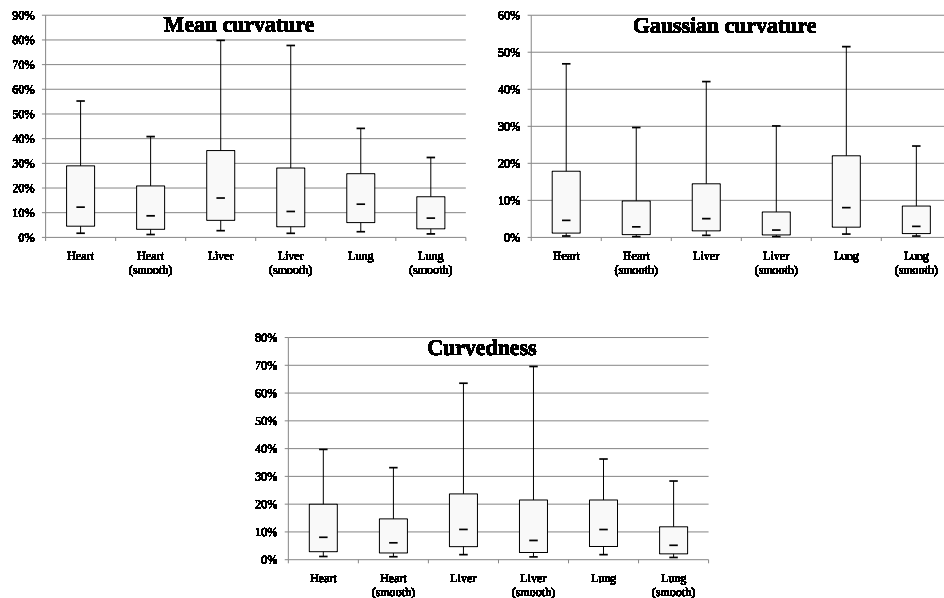 Mean curvature
90%
80%
70%
60%
50%
40%
30%
20%
10%
0%
Heart
Heart
(smooth)
Liver
Liver
(smooth)
Lung
Lung
(smooth)
Gaussian curvature
60%
50%
40%
30%
20%
10%
0%
Heart
Heart
(smooth)
Liver
Liver
(smooth)
Lung
Lung
(smooth)
Curvedness
80%
70%
60%
50%
40%
30%
20%
10%
0%
Heart
Heart
(smooth)
Liver
Liver
(smooth)
Lung
Lung
(smooth)